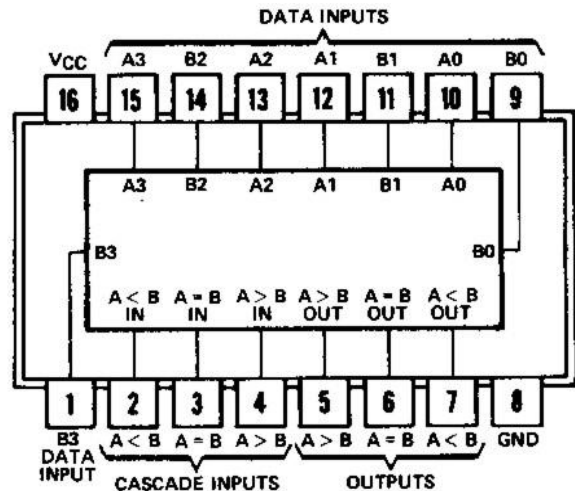 DATA INPUTS
VCC A3 B2 A2 A1 B1 A0 B0
16 15 14 13 12 11 10 9
A3 B2 A2 A1 B1 A0
B3 B0
A < B A = B A > B A > B A = B A < B
IN IN IN OUT OUT OUT
1 2 3 4 5 6 7 8
B3 A < B A = B A > B A > B A = B A < B GND
DATA
INPUT CASCADE INPUTS OUTPUTS